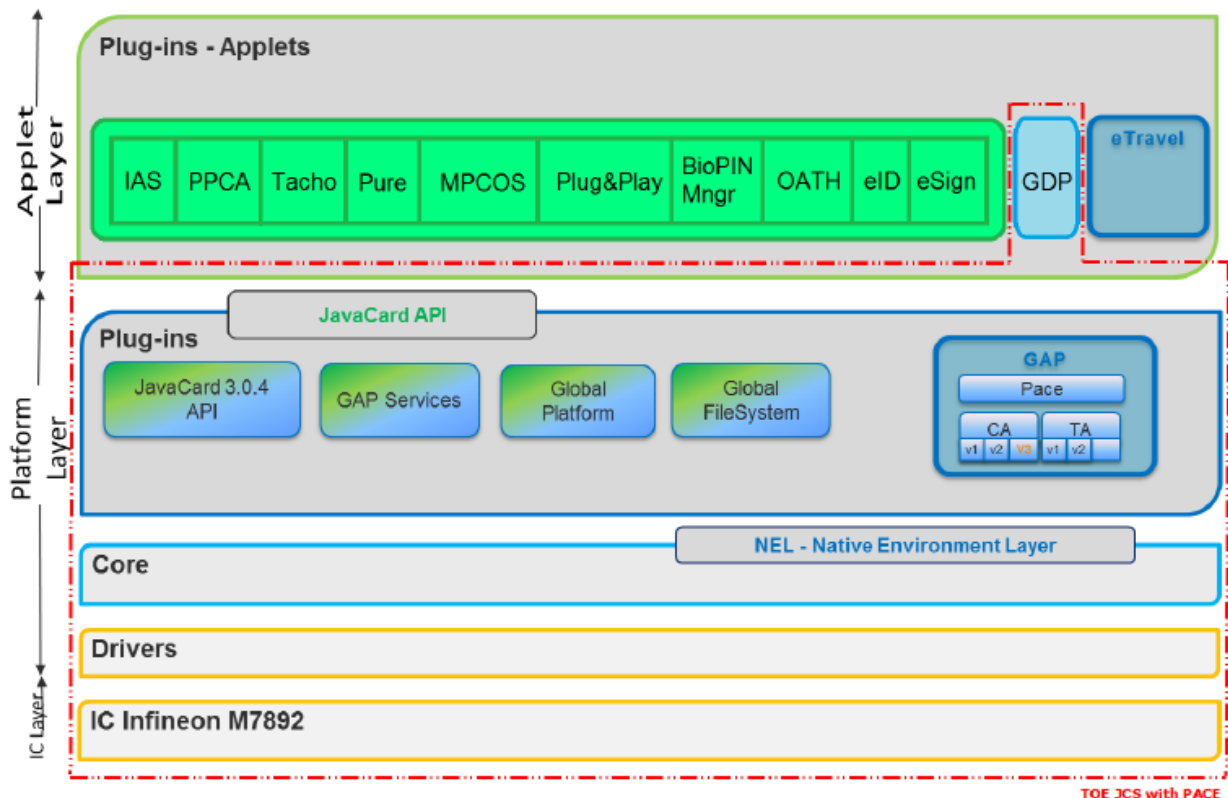 Plug-ins - Applets
Applet
Layer
IAS
PPCA
Tacho
Pure
MPCOS
Plug&Play
BioPIN
Mngr
OATH
eID
eSign
GDP
eTravel
JavaCard API
Plug-ins
Platform
Layer
JavaCard 3.0.4
API
GAP Services
Global
Platform
Global
FileSystem
GAP
Pace
CA
TA
v1
v2
V3
v1
v2
NEL - Native Environment Layer
Core
Drivers
IC Layer
IC Infineon M7892
TOE JCS with PACE